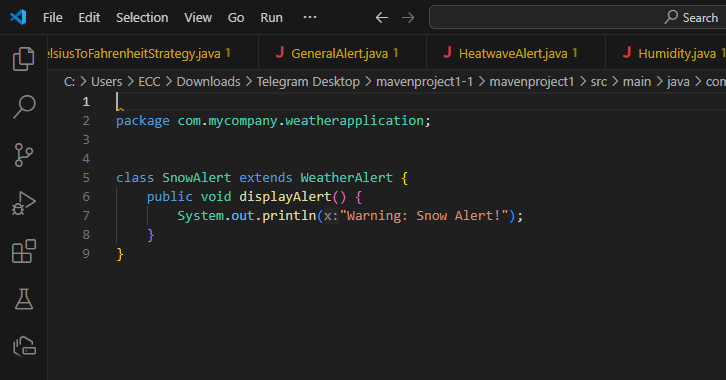 File Edit Selection View Go Run ... Search
elsiusToFahrenheitStrategy.java 1 J GeneralAlert.java 1 J HeatwaveAlert.java 1 J Humidity.java 1
C: > Users > ECC > Downloads > Telegram Desktop > mavenproject1-1 > mavenproject1 > src > main > java > com
1
2 package com.mycompany.weatherapplication;
3
4
5 class SnowAlert extends WeatherAlert {
6 public void displayAlert() {
7 System.out.println(x:"Warning: Snow Alert!");
8 }
9 }